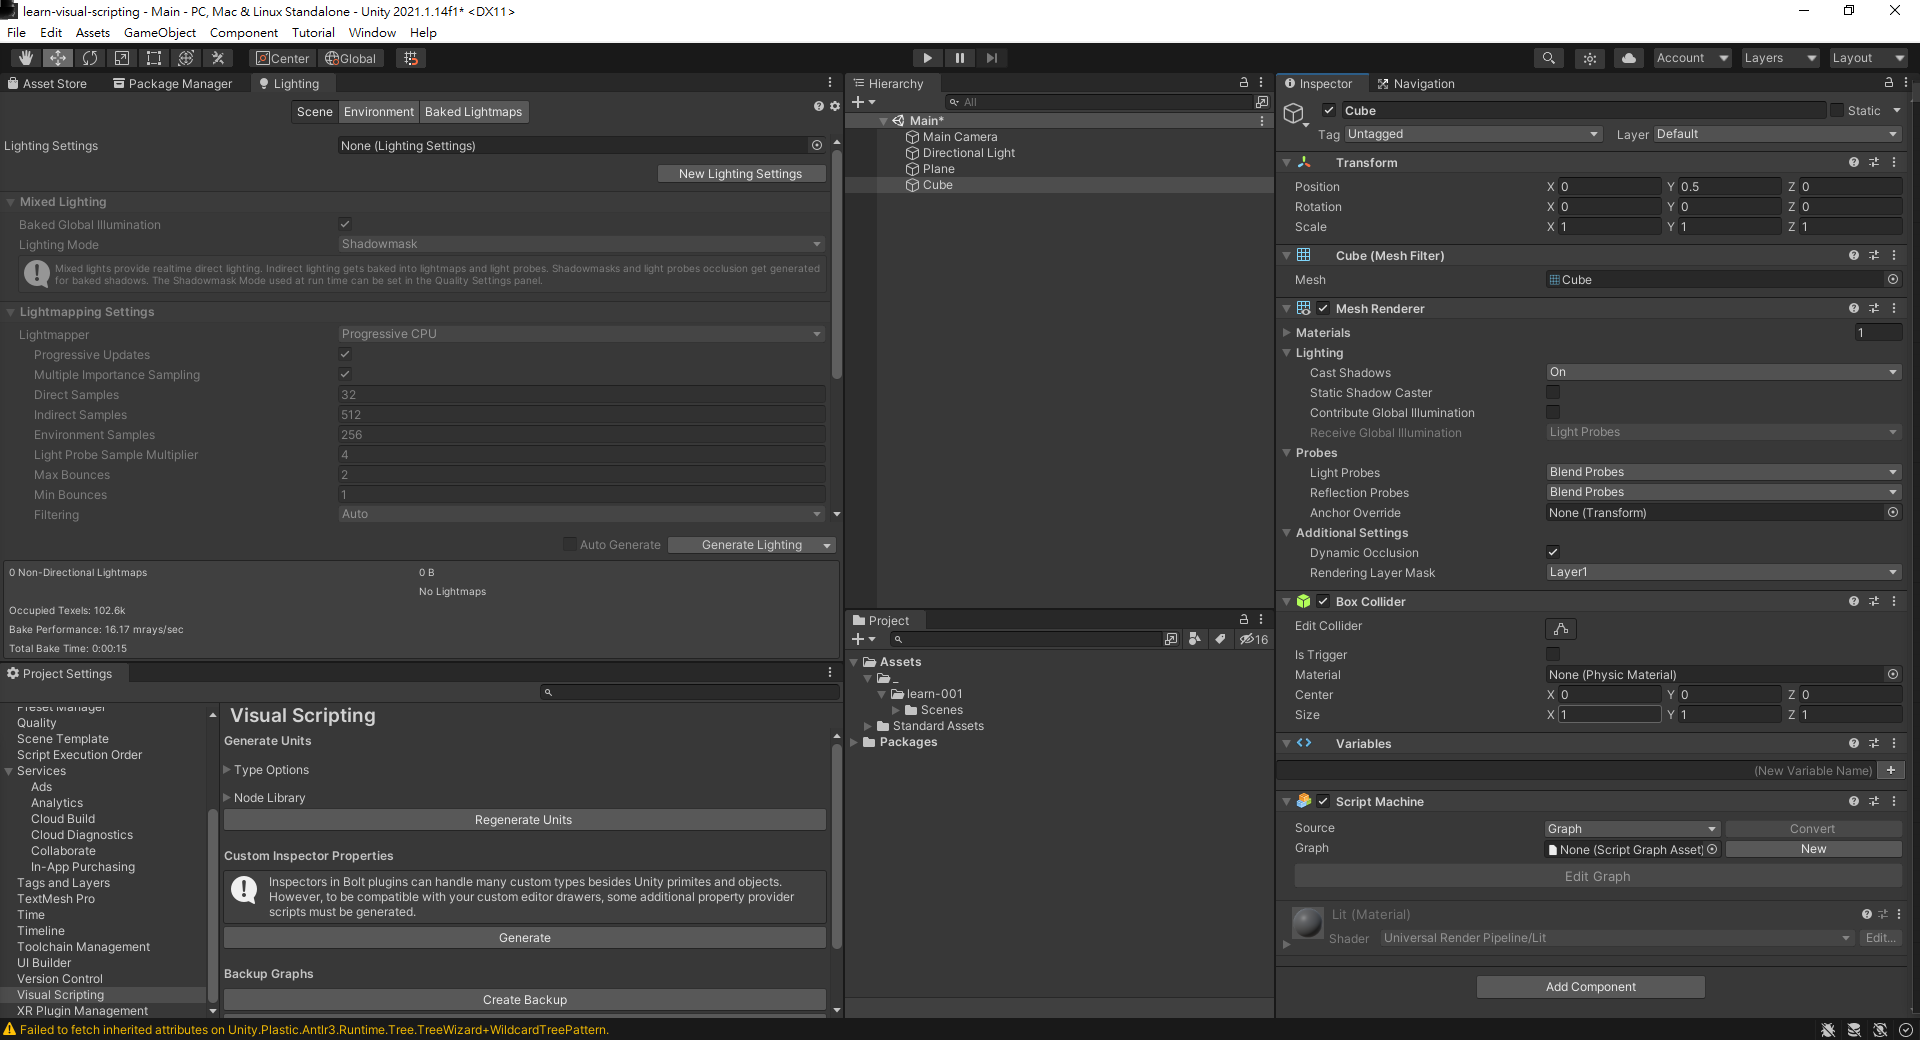 learn-visual-scripting - Main - PC, Mac & Linux Standalone - Unity 2021.1.14f1* <DX11>
File Edit Assets GameObject Component Tutorial Window Help
Center Global Account Layers Layout
Asset Store Package Manager Lighting
Scene Environment Baked Lightmaps
Lighting Settings None (Lighting Settings)
New Lighting Settings
Mixed Lighting
Baked Global Illumination
Lighting Mode Shadowmask
Mixed lights provide realtime direct lighting. Indirect lighting gets baked into lightmaps and light probes. Shadowmasks and light probes occlusion get generated
for baked shadows. The Shadowmask Mode used at run time can be set in the Quality Settings panel.
Lightmapping Settings
Lightmapper Progressive CPU
Progressive Updates
Multiple Importance Sampling
Direct Samples 32
Indirect Samples 512
Environment Samples 256
Light Probe Sample Multiplier 4
Max Bounces 2
Min Bounces 1
Filtering Auto
Auto Generate Generate Lighting
0 Non-Directional Lightmaps 0 B
No Lightmaps
Occupied Texels: 102.6k
Bake Performance: 16.17 mrays/sec
Total Bake Time: 0:00:15
Project Settings
Preset Manager
Quality
Scene Template
Script Execution Order
Services
Ads
Analytics
Cloud Build
Cloud Diagnostics
Collaborate
In-App Purchasing
Tags and Layers
TextMesh Pro
Time
Timeline
Toolchain Management
UI Builder
Version Control
Visual Scripting
XR Plugin Management
Visual Scripting
Generate Units
Type Options
Node Library
Regenerate Units
Custom Inspector Properties
Inspectors in Bolt plugins can handle many custom types besides Unity primites and objects.
However, to be compatible with your custom editor drawers, some additional property provider
scripts must be generated.
Generate
Backup Graphs
Create Backup
Hierarchy
All
Main*
Main Camera
Directional Light
Plane
Cube
Project
16
Assets
_
learn-001
Scenes
Standard Assets
Packages
Inspector Navigation
Cube Static
Tag Untagged Layer Default
Transform
Position X 0 Y 0.5 Z 0
Rotation X 0 Y 0 Z 0
Scale X 1 Y 1 Z 1
Cube (Mesh Filter)
Mesh Cube
Mesh Renderer
Materials 1
Lighting
Cast Shadows On
Static Shadow Caster
Contribute Global Illumination
Receive Global Illumination Light Probes
Probes
Light Probes Blend Probes
Reflection Probes Blend Probes
Anchor Override None (Transform)
Additional Settings
Dynamic Occlusion
Rendering Layer Mask Layer1
Box Collider
Edit Collider
Is Trigger
Material None (Physic Material)
Center X 0 Y 0 Z 0
Size X 1 Y 1 Z 1
Variables
(New Variable Name) +
Script Machine
Source Graph Convert
Graph None (Script Graph Asset) New
Edit Graph
Lit (Material)
Shader Universal Render Pipeline/Lit Edit...
Add Component
Failed to fetch inherited attributes on Unity.Plastic.Antlr3.Runtime.Tree.TreeWizard+WildcardTreePattern.